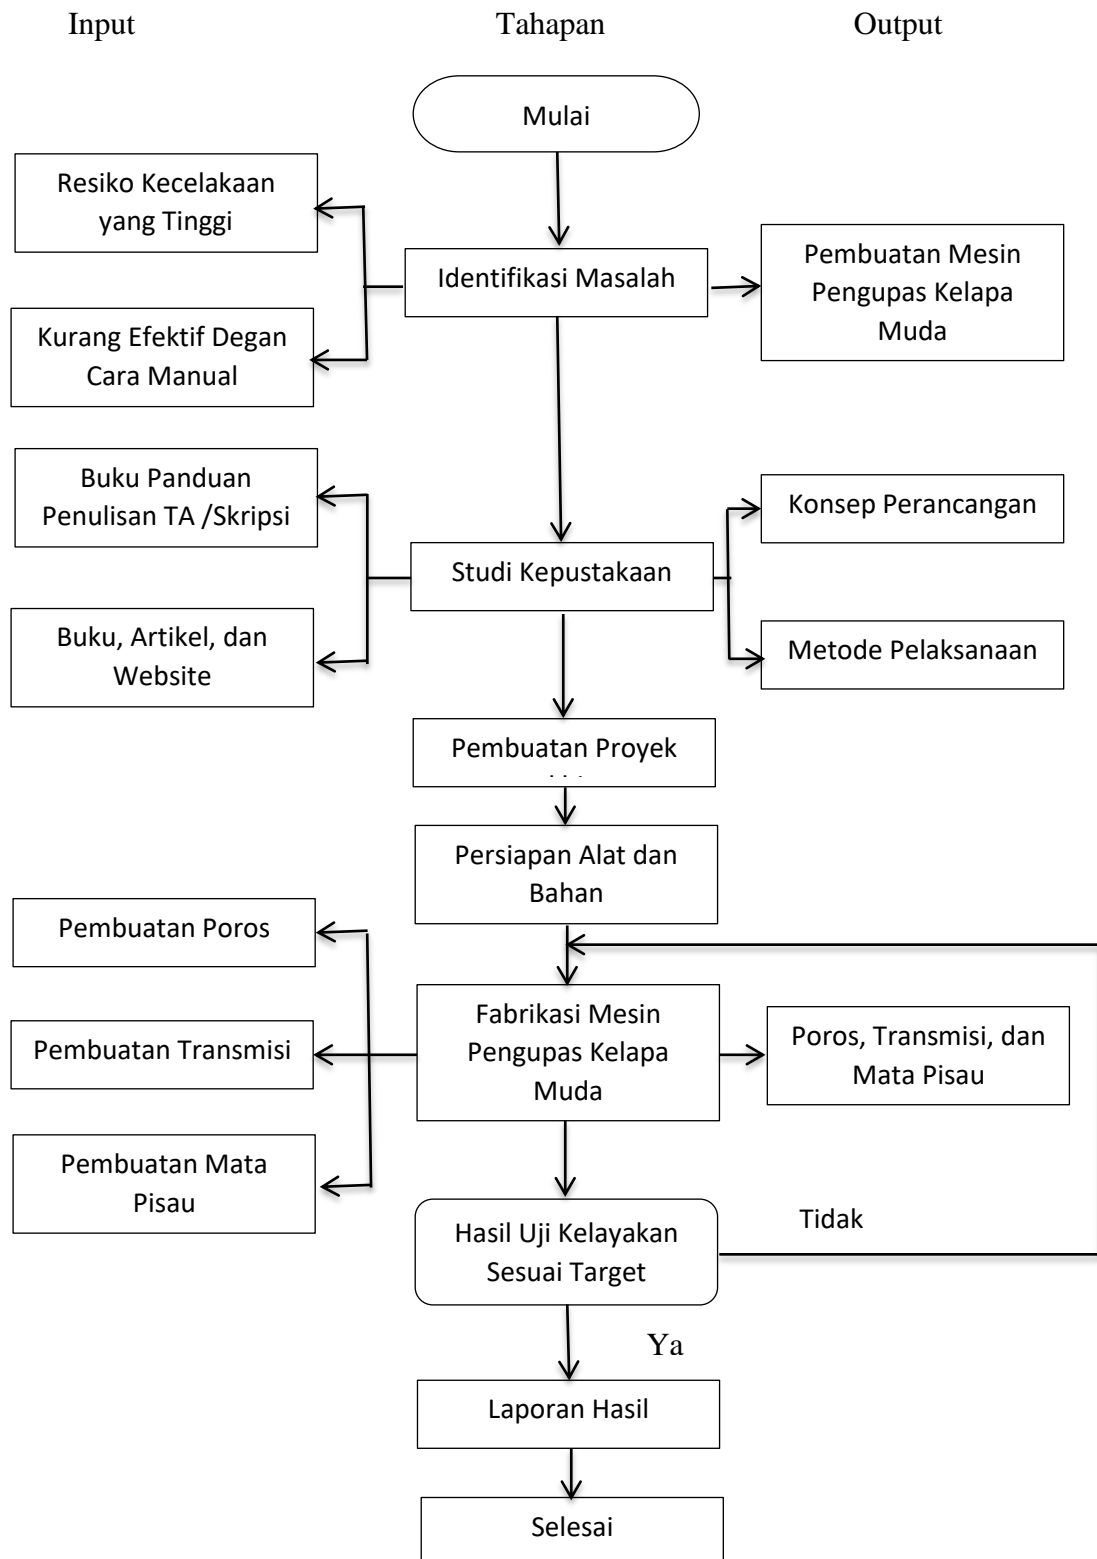 Input
Tahapan
Output
Mulai
Resiko Kecelakaan
yang Tinggi
Identifikasi Masalah
Pembuatan Mesin
Pengupas Kelapa
Muda
Kurang Efektif Degan
Cara Manual
Buku Panduan
Penulisan TA /Skripsi
Konsep Perancangan
Studi Kepustakaan
Buku, Artikel, dan
Website
Metode Pelaksanaan
Pembuatan Proyek
Persiapan Alat dan
Bahan
Pembuatan Poros
Fabrikasi Mesin
Pengupas Kelapa
Muda
Pembuatan Transmisi
Poros, Transmisi, dan
Mata Pisau
Pembuatan Mata
Pisau
Hasil Uji Kelayakan
Sesuai Target
Tidak
Ya
Laporan Hasil
Selesai